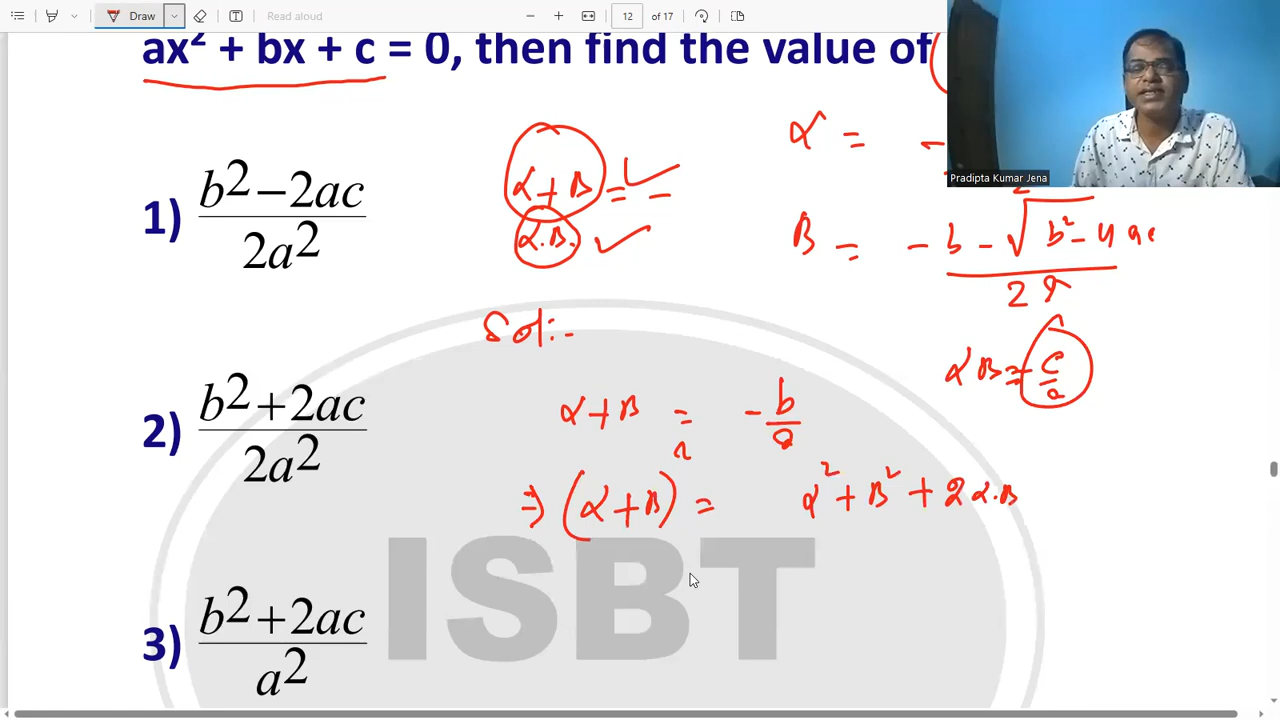 Draw
Read aloud
12 of 17
ax² + bx + c = 0, then find the value of
Pradipta Kumar Jena
1) b²−2ac / 2a²
α + β = =
α.β.
α = -
β = -b - √b²-4ac / 2a
Sol:-
αβ = c/a
2) b²+2ac / 2a²
α+β = -b/a
⇒ (α+β)² = α²+β²+2α.β
3) b²+2ac / a²
ISBT